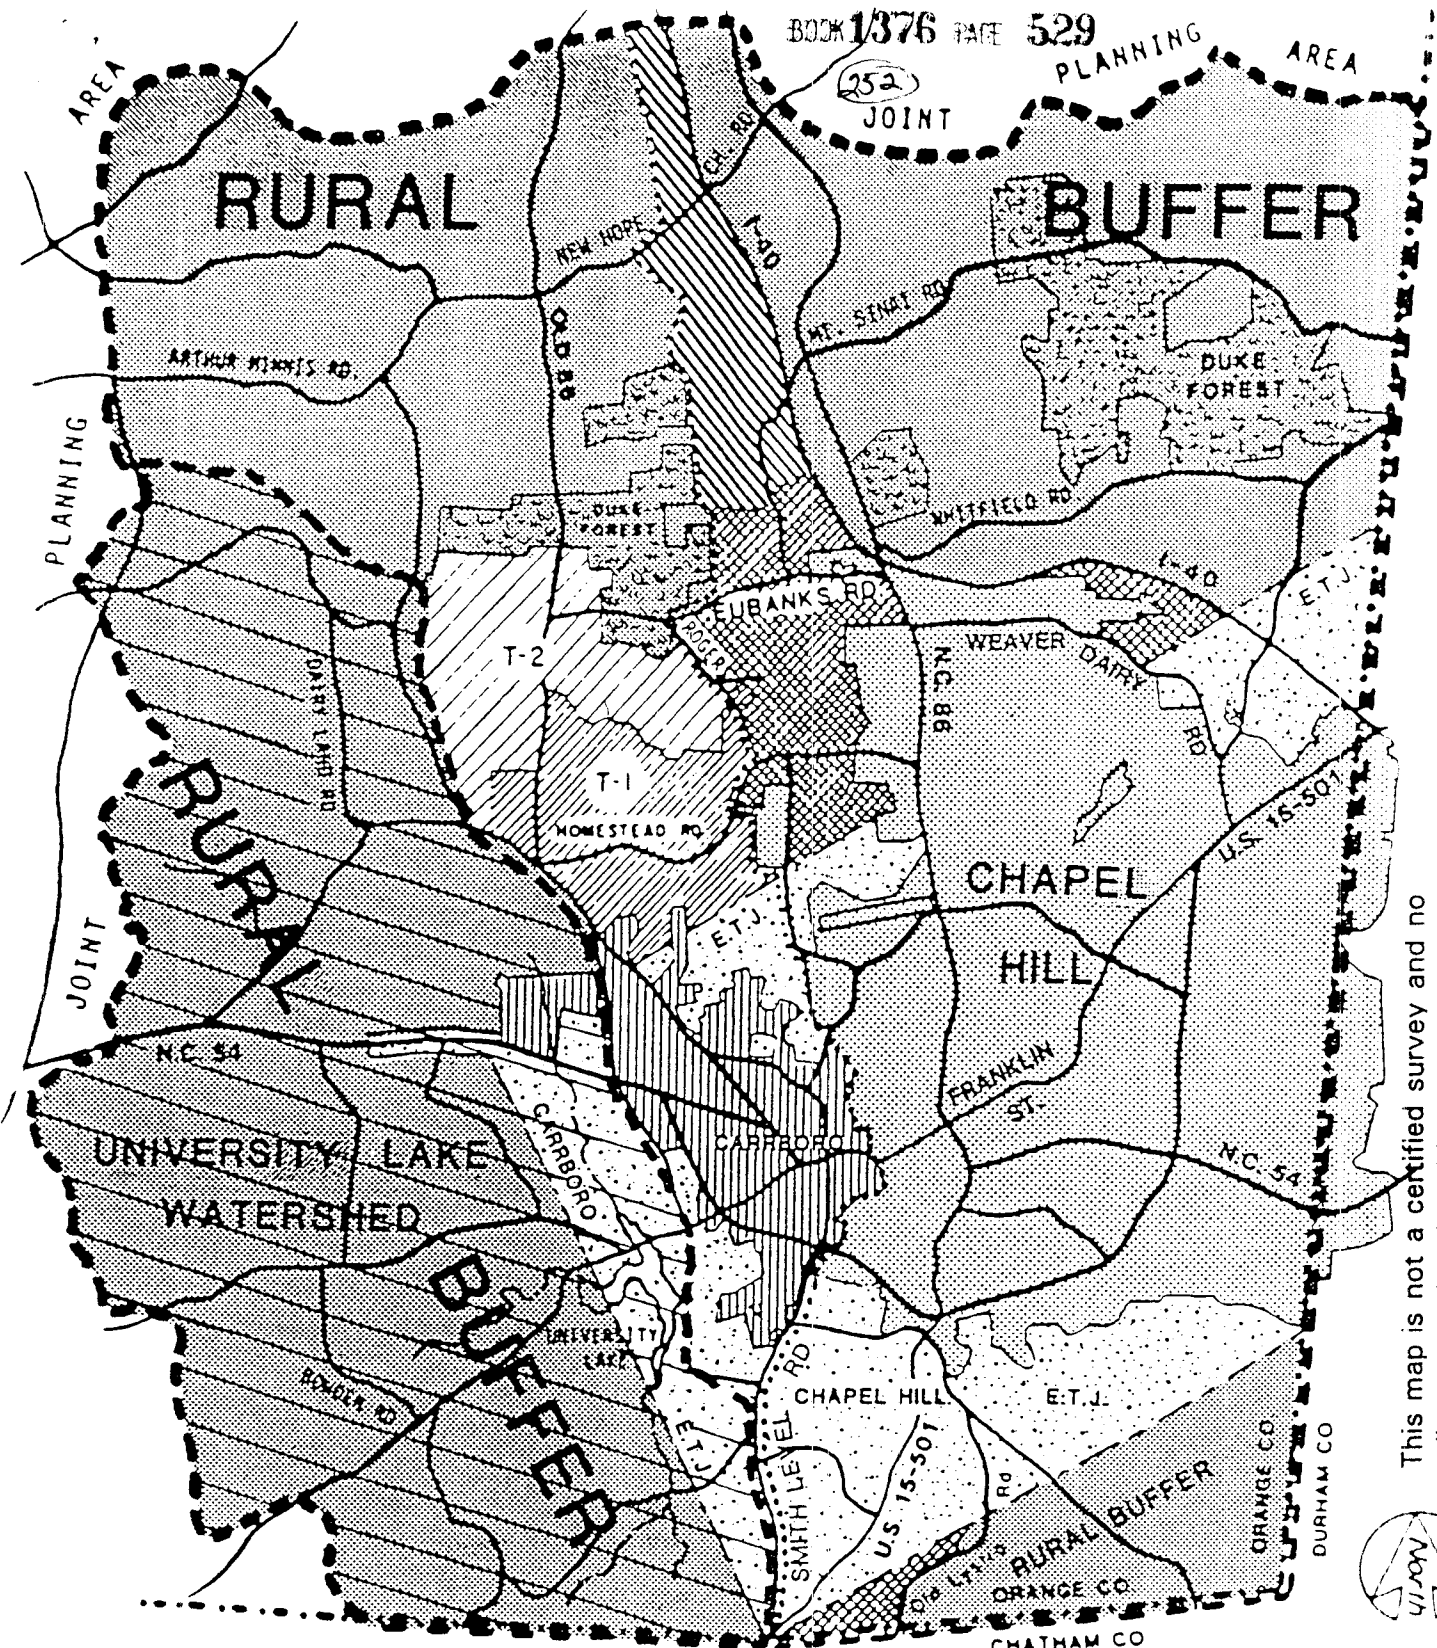 BOOK 1376 PAGE 529
252
PLANNING AREA
AREA
JOINT
RURAL BUFFER
CH. RD
NEW HOPE
I-40
MT. SINAI RD
OLD 86
ARTHUR MINNIS RD.
DUKE
FOREST
PLANNING
WHITFIELD RD.
DUKE
FOREST
I-40
E.T.J.
EUBANKS RD
ROGER
WEAVER DAIRY
RD
T-2
N.C. 86
DAIRY LAND RD
T-1
HOMESTEAD RD
U.S. 15-501
RURAL
CHAPEL
HILL
E.T.J.
JOINT
N.C. 54
FRANKLIN
ST.
CARRBORO
CARRBORO
N.C. 54
UNIVERSITY LAKE
WATERSHED
BUFFER
UNIVERSITY
LAKE
RD
CHAPEL HILL
E.T.J.
E.T.J.
SMITH LEVEL
U.S. 15-501
Rd
RURAL BUFFER
ORANGE CO
ORANGE CO
DURHAM CO
CHATHAM CO
This map is not a certified survey and no
North